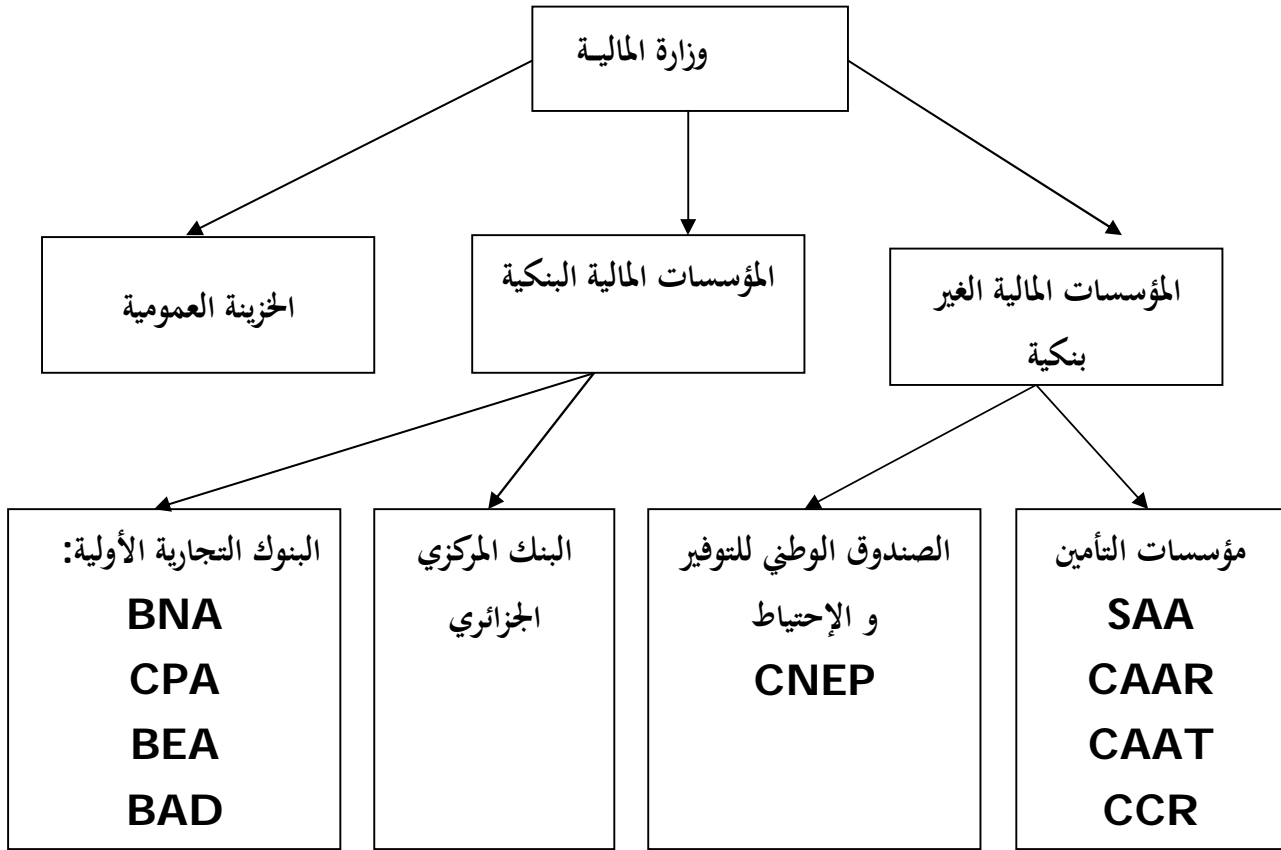 وزارة الماليـة
المؤسسات المالية الغير
بنكية
المؤسسات المالية البنكية
الخزينة العمومية
مؤسسات التأمين
SAA
CAAR
CAAT
CCR
الصندوق الوطني للتوفير
و الإحتياط
CNEP
البنك المركزي
الجزائري
البنوك التجارية الأولية:
BNA
CPA
BEA
BAD